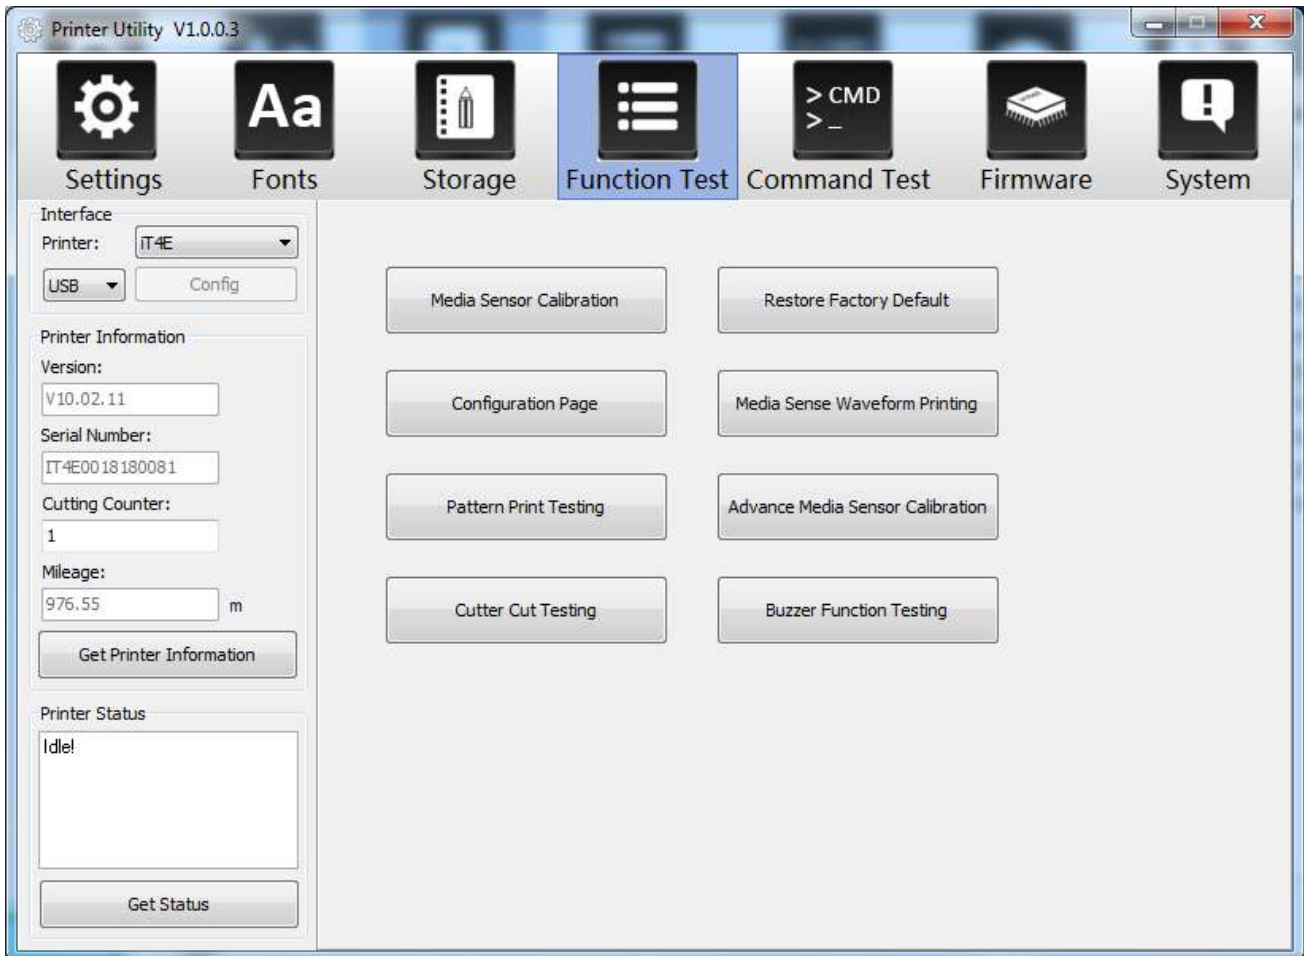 Printer Utility V1.0.0.3
Aa
> CMD
> _
Settings
Fonts
Storage
Function Test
Command Test
Firmware
System
Interface
Printer: iT4E
USB Config
Printer Information
Version:
V10.02.11
Serial Number:
IT4E0018180081
Cutting Counter:
1
Mileage:
976.55 m
Get Printer Information
Printer Status
Idle!
Get Status
Media Sensor Calibration
Restore Factory Default
Configuration Page
Media Sense Waveform Printing
Pattern Print Testing
Advance Media Sensor Calibration
Cutter Cut Testing
Buzzer Function Testing